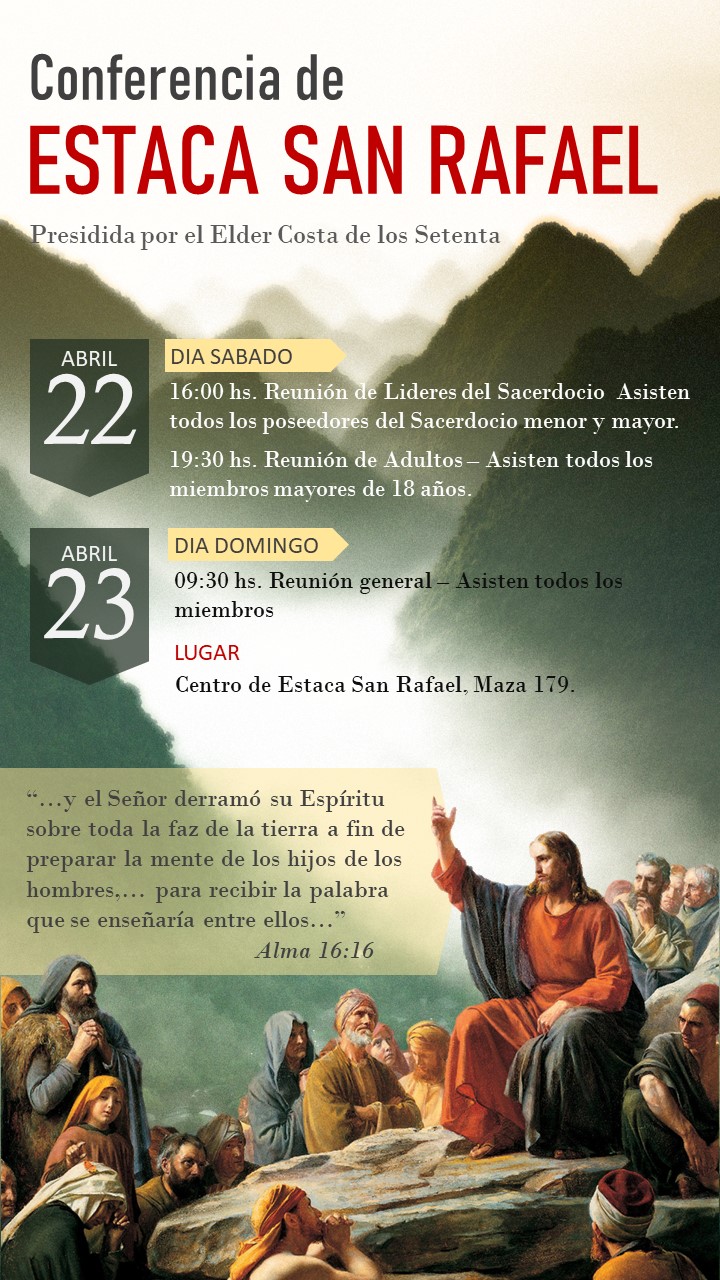 Conferencia de
ESTACA SAN RAFAEL
Presidida por el Elder Costa de los Setenta
ABRIL
22
DIA SABADO
16:00 hs. Reunión de Lideres del Sacerdocio Asisten
todos los poseedores del Sacerdocio menor y mayor.
19:30 hs. Reunión de Adultos – Asisten todos los
miembros mayores de 18 años.
ABRIL
23
DIA DOMINGO
09:30 hs. Reunión general – Asisten todos los
miembros
LUGAR
Centro de Estaca San Rafael, Maza 179.
“…y el Señor derramó su Espíritu
sobre toda la faz de la tierra a fin de
preparar la mente de los hijos de los
hombres,… para recibir la palabra
que se enseñaría entre ellos…”
Alma 16:16